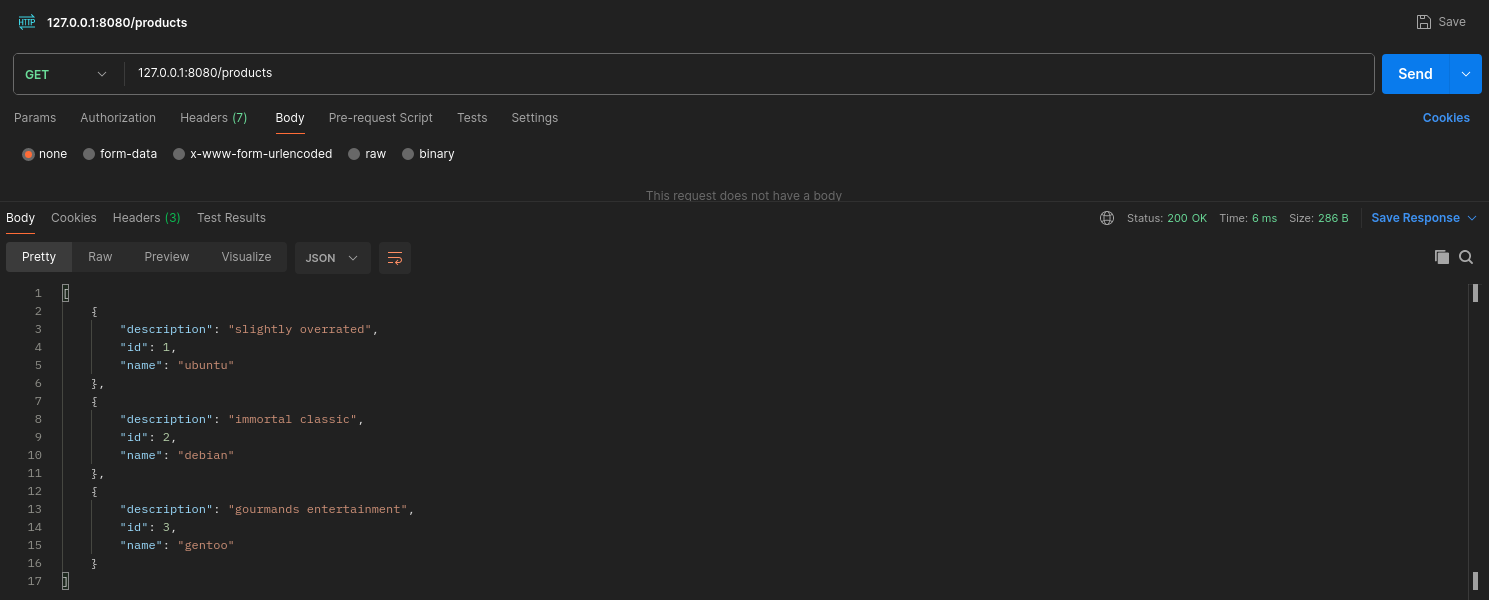 HTTP 127.0.0.1:8080/products Save
GET 127.0.0.1:8080/products Send
Params Authorization Headers (7) Body Pre-request Script Tests Settings Cookies
none form-data x-www-form-urlencoded raw binary
This request does not have a body
Body Cookies Headers (3) Test Results Status: 200 OK Time: 6 ms Size: 286 B Save Response
Pretty Raw Preview Visualize JSON
1 [
2 {
3 "description": "slightly overrated",
4 "id": 1,
5 "name": "ubuntu"
6 },
7 {
8 "description": "immortal classic",
9 "id": 2,
10 "name": "debian"
11 },
12 {
13 "description": "gourmands entertainment",
14 "id": 3,
15 "name": "gentoo"
16 }
17 ]